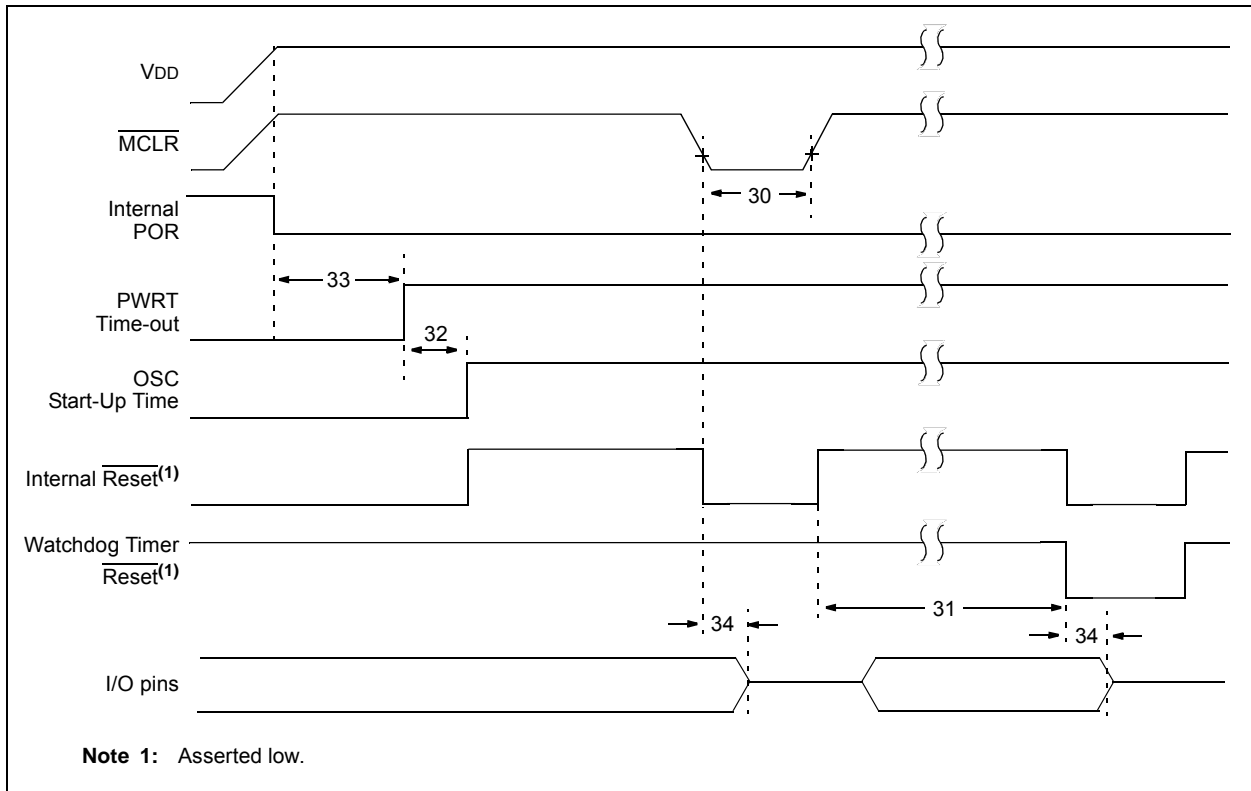 VDD
MCLR
30
Internal
POR
33
PWRT
Time-out
32
OSC
Start-Up Time
Internal Reset(1)
Watchdog Timer
Reset(1)
31
34
34
I/O pins
Note 1: Asserted low.